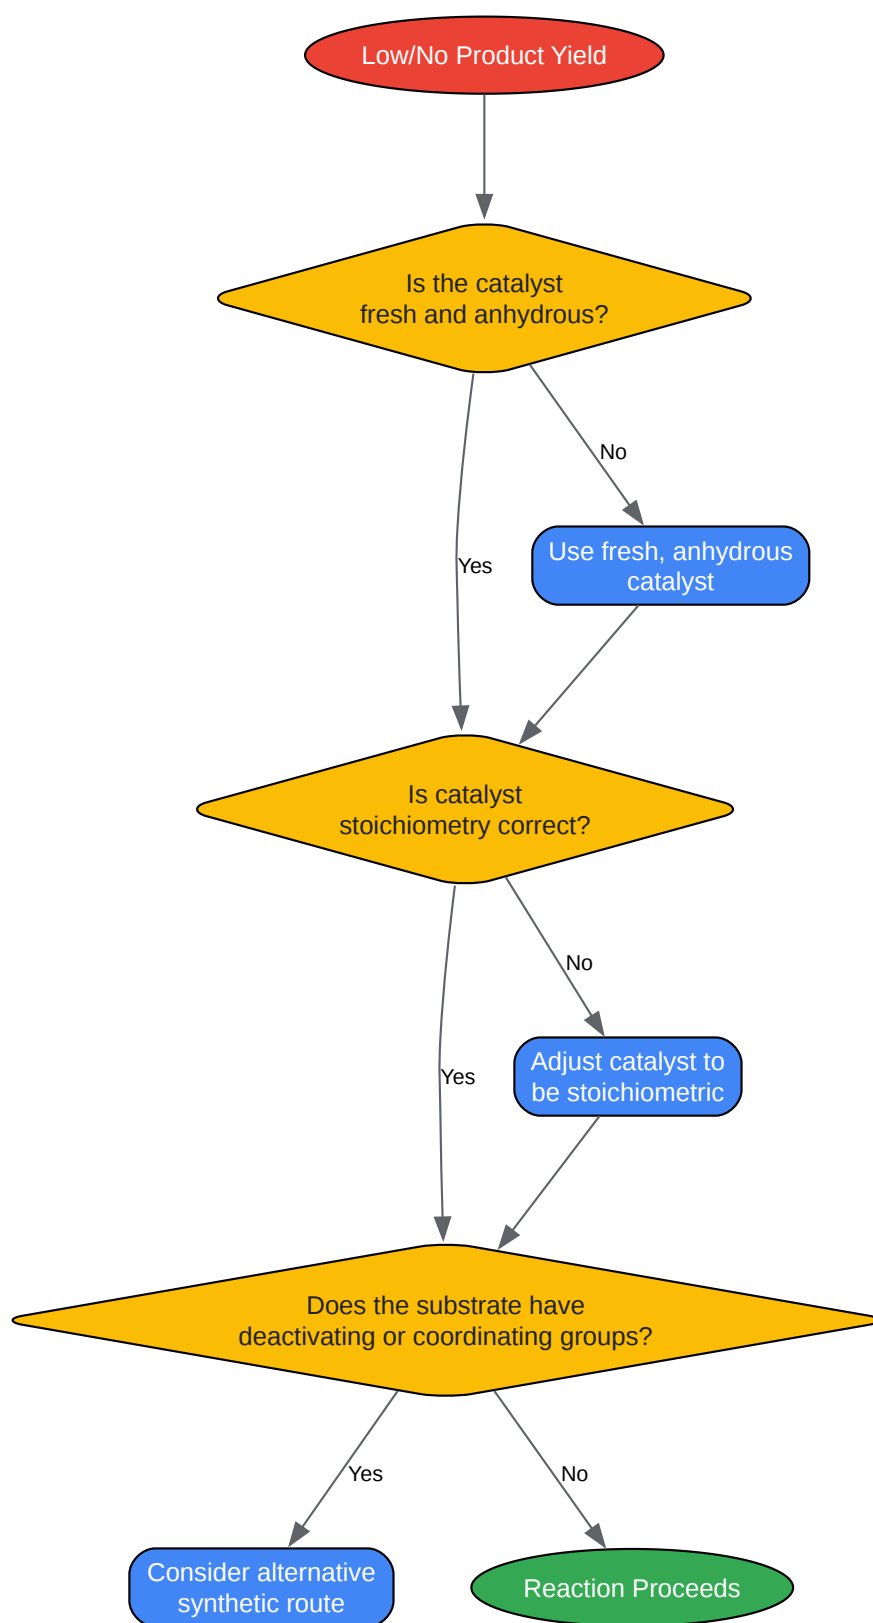 Low/No Product Yield
Is the catalyst
fresh and anhydrous?
No
Use fresh, anhydrous
catalyst
Yes
Is catalyst
stoichiometry correct?
No
Adjust catalyst to
be stoichiometric
Yes
Does the substrate have
deactivating or coordinating groups?
Yes
No
Consider alternative
synthetic route
Reaction Proceeds